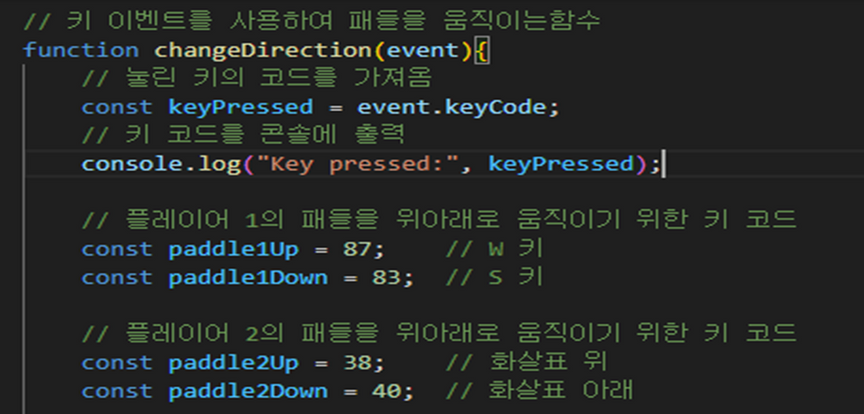 // 키 이벤트를 사용하여 패들을 움직이는함수
function changeDirection(event){
// 눌린 키의 코드를 가져옴
const keyPressed = event.keyCode;
// 키 코드를 콘솔에 출력
console.log("Key pressed:", keyPressed);
// 플레이어 1의 패들을 위아래로 움직이기 위한 키 코드
const paddle1Up = 87; // W 키
const paddle1Down = 83; // S 키
// 플레이어 2의 패들을 위아래로 움직이기 위한 키 코드
const paddle2Up = 38; // 화살표 위
const paddle2Down = 40; // 화살표 아래